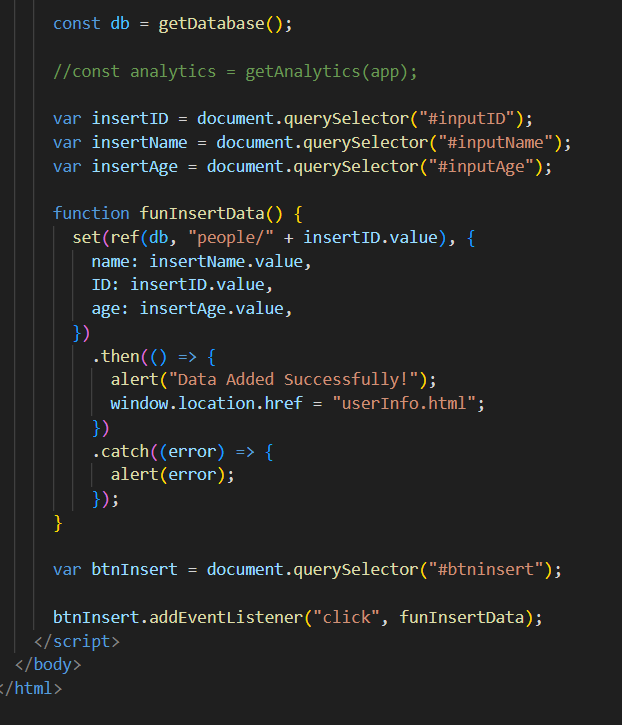 const db = getDatabase();
//const analytics = getAnalytics(app);
var insertID = document.querySelector("#inputID");
var insertName = document.querySelector("#inputName");
var insertAge = document.querySelector("#inputAge");
function funInsertData() {
set(ref(db, "people/" + insertID.value), {
name: insertName.value,
ID: insertID.value,
age: insertAge.value,
})
.then(() => {
alert("Data Added Successfully!");
window.location.href = "userInfo.html";
})
.catch((error) => {
alert(error);
});
}
var btnInsert = document.querySelector("#btninsert");
btnInsert.addEventListener("click", funInsertData);
</script>
</body>
</html>